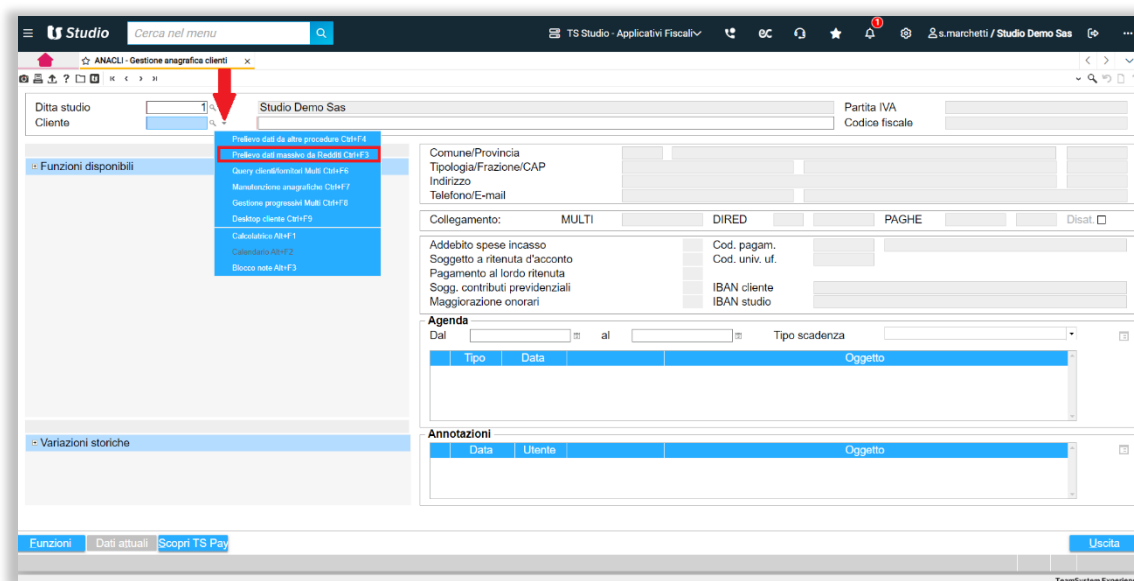 TS Studio Cerca nel menu TS Studio - Applicativi Fiscali ec 1 s.marchetti / Studio Demo Sas
ANACLI - Gestione anagrafica clienti x
Ditta studio 1 Studio Demo Sas Partita IVA
Cliente Codice fiscale
Prelievo dati da altre procedure Ctrl+F4
Prelievo dati massivo da Redditi Ctrl+F3
Query clienti/fornitori Multi Ctrl+F6
Manutenzione anagrafiche Ctrl+F7
Gestione progressivi Multi Ctrl+F8
Desktop cliente Ctrl+F9
Calcolatrice Alt+F1
Calendario Alt+F2
Blocco note Alt+F3
Funzioni disponibili
Comune/Provincia
Tipologia/Frazione/CAP
Indirizzo
Telefono/E-mail
Collegamento: MULTI DIRED PAGHE Disat.
Addebito spese incasso Cod. pagam.
Soggetto a ritenuta d'acconto Cod. univ. uf.
Pagamento al lordo ritenuta
Sogg. contributi previdenziali IBAN cliente
Maggiorazione onorari IBAN studio
Agenda
Dal al Tipo scadenza
Tipo Data Oggetto
Variazioni storiche
Annotazioni
Data Utente Oggetto
Funzioni Dati attuali Scopri TS Pay Uscita